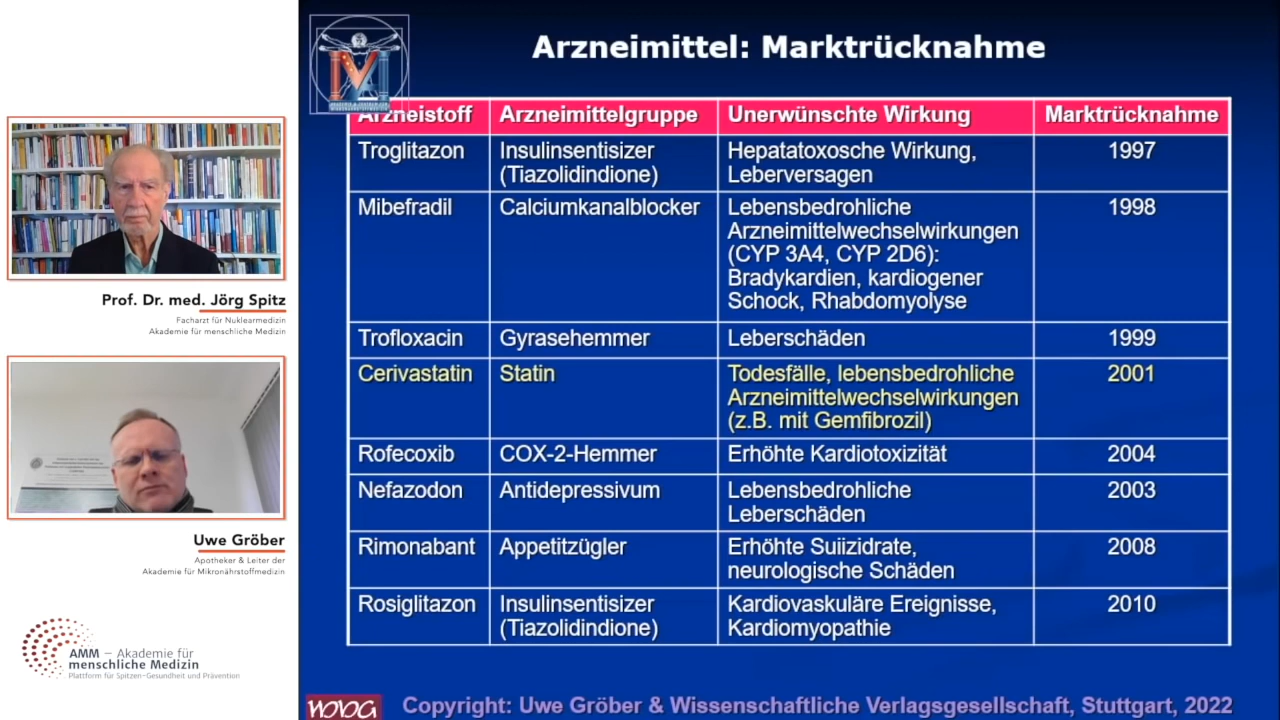 Arzneimittel: Marktrücknahme
Arzneistoff Arzneimittelgruppe Unerwünschte Wirkung Marktrücknahme
Troglitazon Insulinsentisizer Hepatatoxosche Wirkung, 1997
(Tiazolidindione) Leberversagen
Mibefradil Calciumkanalblocker Lebensbedrohliche 1998
Arzneimittelwechselwirkungen
(CYP 3A4, CYP 2D6):
Bradykardien, kardiogener
Schock, Rhabdomyolyse
Trofloxacin Gyrasehemmer Leberschäden 1999
Cerivastatin Statin Todesfälle, lebensbedrohliche 2001
Arzneimittelwechselwirkungen
(z.B. mit Gemfibrozil)
Rofecoxib COX-2-Hemmer Erhöhte Kardiotoxizität 2004
Nefazodon Antidepressivum Lebensbedrohliche 2003
Leberschäden
Rimonabant Appetitzügler Erhöhte Suiizidrate, 2008
neurologische Schäden
Rosiglitazon Insulinsentisizer Kardiovaskuläre Ereignisse, 2010
(Tiazolidindione) Kardiomyopathie
Copyright: Uwe Gröber & Wissenschaftliche Verlagsgesellschaft, Stuttgart, 2022
Prof. Dr. med. Jörg Spitz
Facharzt für Nuklearmedizin
Akademie für menschliche Medizin
Uwe Gröber
Apotheker & Leiter der
Akademie für Mikronährstoffmedizin
AMM – Akademie für
menschliche Medizin
Plattform für Spitzen-Gesundheit und Prävention